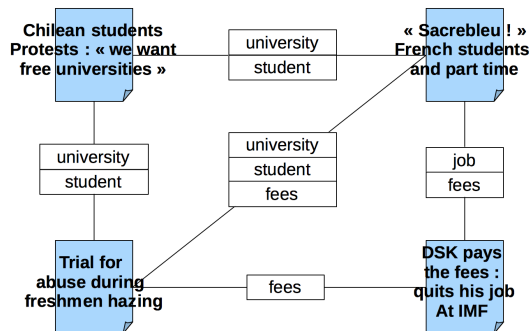 Chilean students
Protests : « we want
free universities »
university
student
« Sacrebleu ! »
French students
and part time
university
student
university
student
fees
job
fees
Trial for
abuse during
freshmen hazing
fees
DSK pays
the fees :
quits his job
At IMF